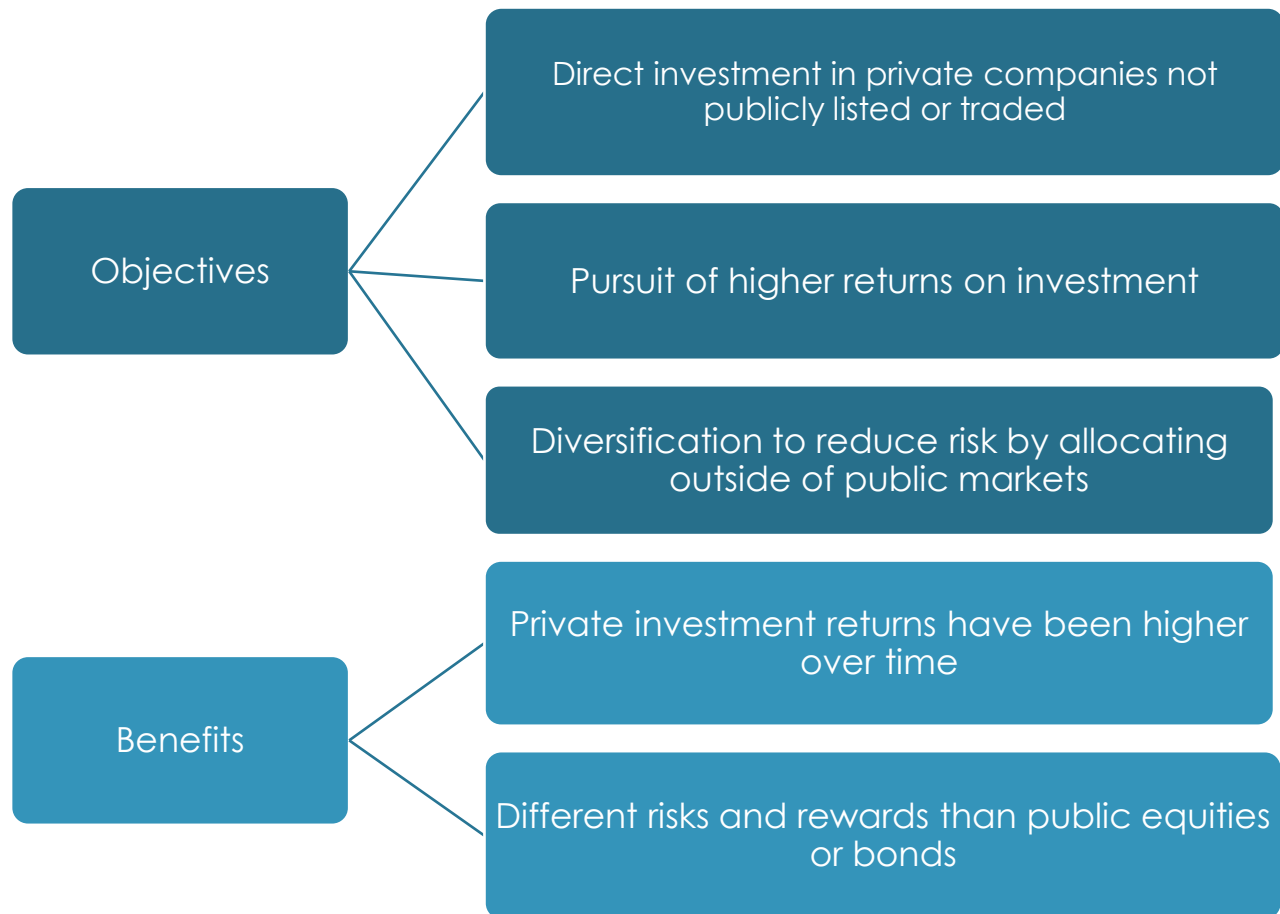 Objectives
Direct investment in private companies not
publicly listed or traded
Pursuit of higher returns on investment
Diversification to reduce risk by allocating
outside of public markets
Benefits
Private investment returns have been higher
over time
Different risks and rewards than public equities
or bonds